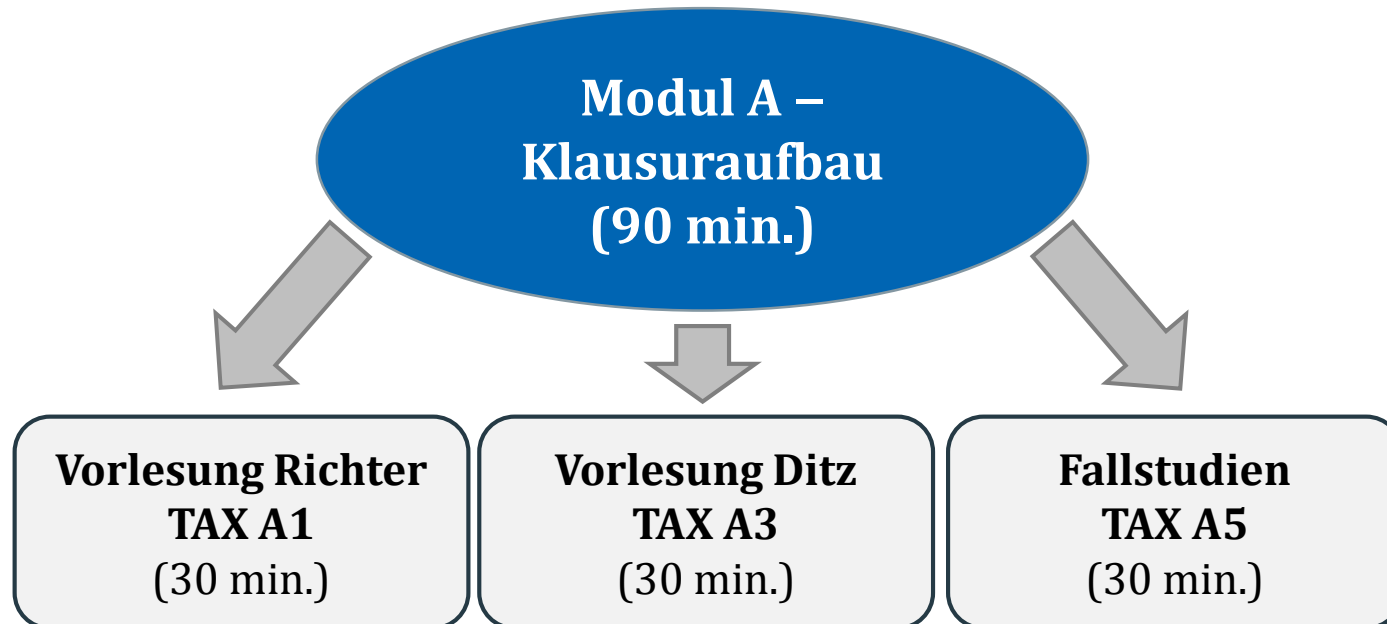 Modul A –
Klausuraufbau
(90 min.)
Vorlesung Richter
TAX A1
(30 min.)
Vorlesung Ditz
TAX A3
(30 min.)
Fallstudien
TAX A5
(30 min.)